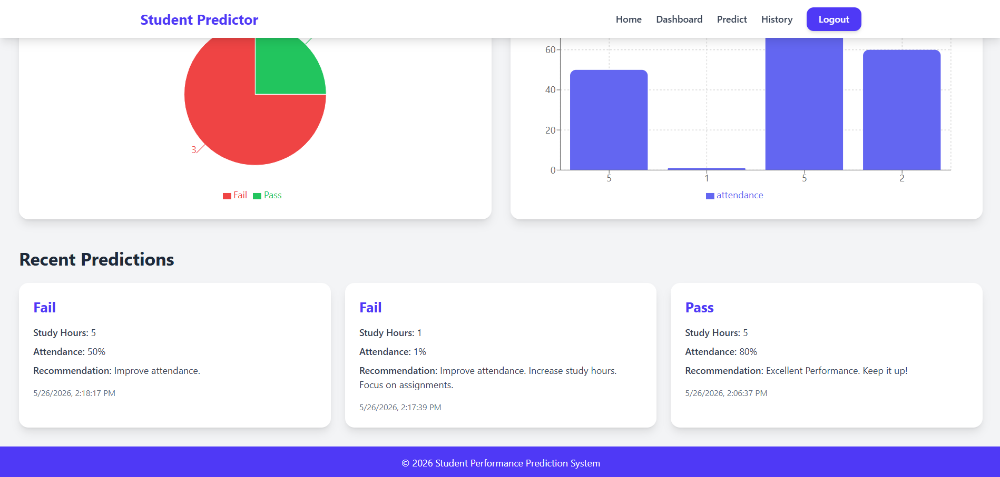 Student Predictor
Home Dashboard Predict History Logout
3
Fail Pass
60
40
20
0
5 1 5 2
attendance
Recent Predictions
Fail
Study Hours: 5
Attendance: 50%
Recommendation: Improve attendance.
5/26/2026, 2:18:17 PM
Fail
Study Hours: 1
Attendance: 1%
Recommendation: Improve attendance. Increase study hours.
Focus on assignments.
5/26/2026, 2:17:39 PM
Pass
Study Hours: 5
Attendance: 80%
Recommendation: Excellent Performance. Keep it up!
5/26/2026, 2:06:37 PM
© 2026 Student Performance Prediction System